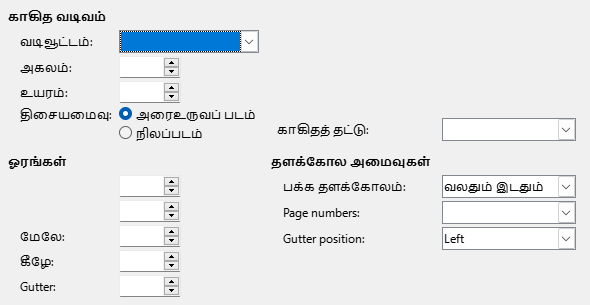 காகித வடிவம்
வடிவூட்டம்:
அகலம்:
உயரம்:
திசையமைவு: அரைஉருவப் படம்
நிலப்படம்
காகிதத் தட்டு:
ஓரங்கள்
மேலே:
கீழே:
Gutter:
தளக்கோல அமைவுகள்
பக்க தளக்கோலம்: வலதும் இடதும்
Page numbers:
Gutter position: Left